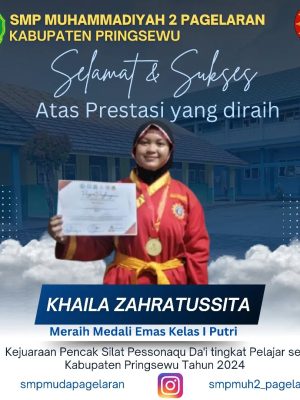 SMP MUHAMMADIYAH 2 PAGELARAN
KABUPATEN PRINGSEWU
Selamat & Sukses
Atas Prestasi yang diraih
KHAILA ZAHRATUSSITA
Meraih Medali Emas Kelas I Putri
Kejuaraan Pencak Silat Pessonaqu Da'i tingkat Pelajar se
Kabupaten Pringsewu Tahun 2024
smpmudapagelaran
smpmuh2_pagelar